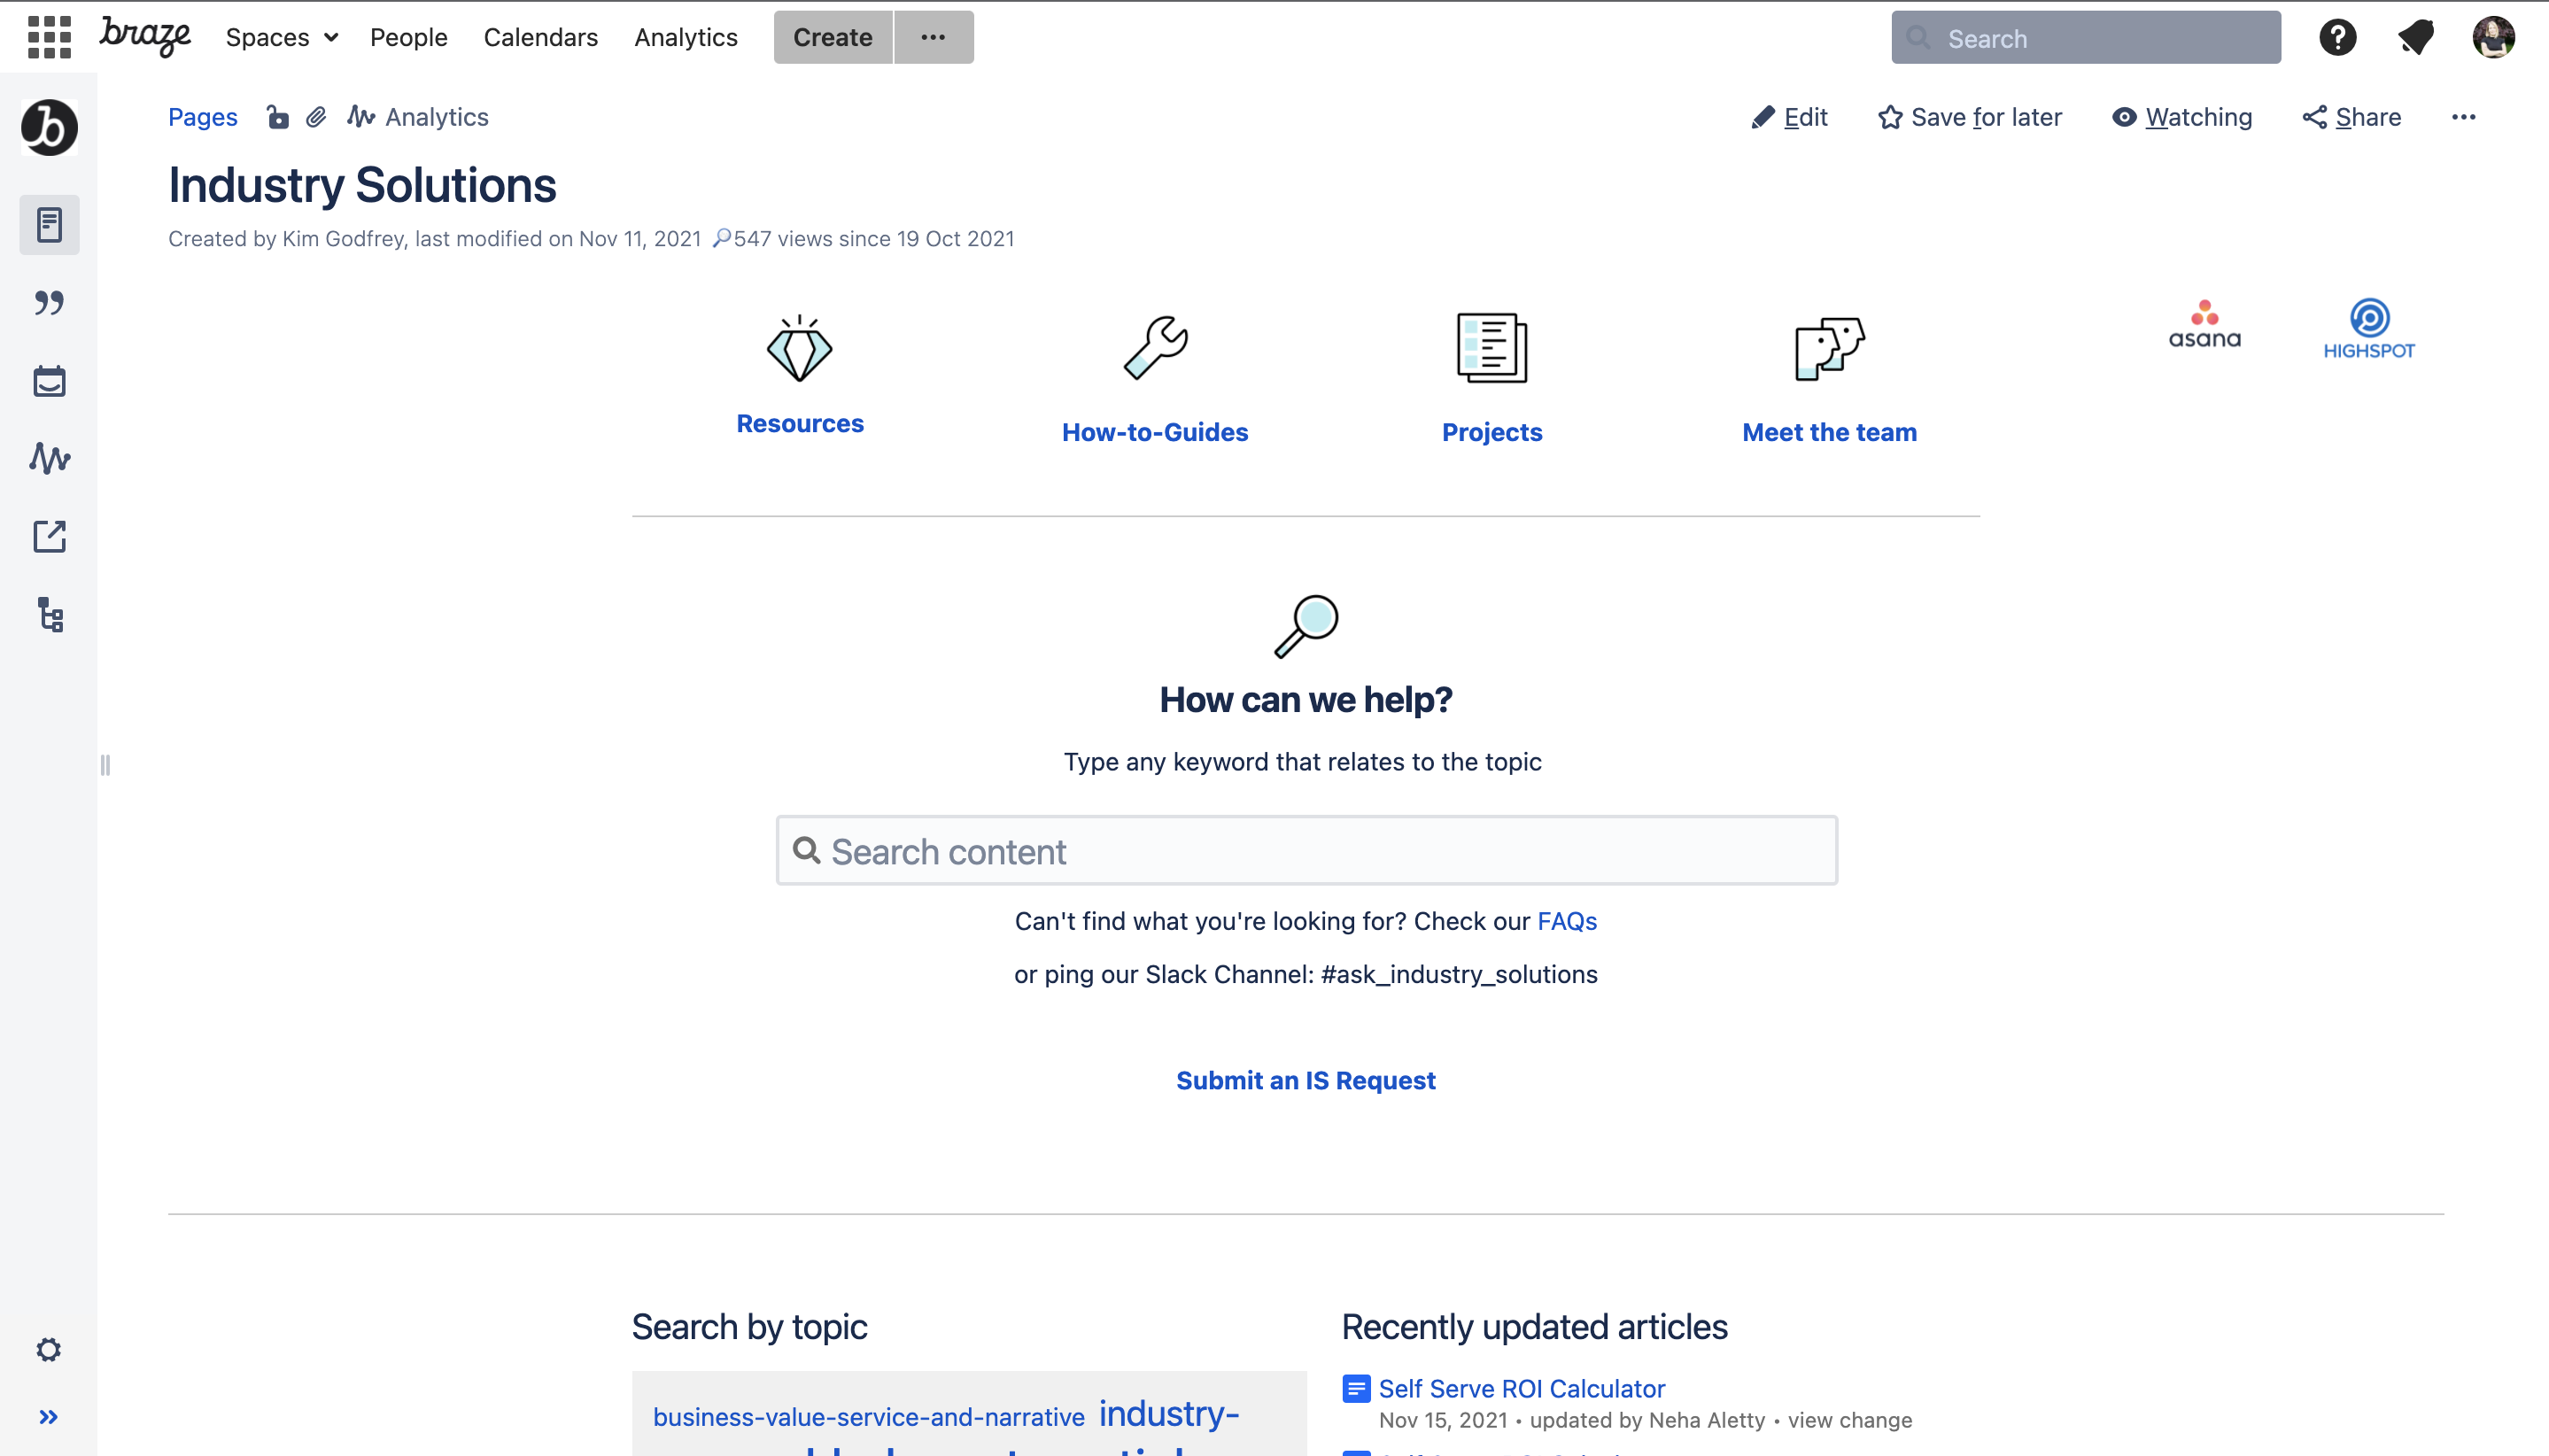 braze Spaces People Calendars Analytics Create ••• Search
Pages Analytics Edit Save for later Watching Share •••
Industry Solutions
Created by Kim Godfrey, last modified on Nov 11, 2021 547 views since 19 Oct 2021
asana
HIGHSPOT
Resources
How-to-Guides
Projects
Meet the team
How can we help?
Type any keyword that relates to the topic
Search content
Can't find what you're looking for? Check our FAQs
or ping our Slack Channel: #ask_industry_solutions
Submit an IS Request
Search by topic
business-value-service-and-narrative industry-
Recently updated articles
Self Serve ROI Calculator
Nov 15, 2021 • updated by Neha Aletty • view change